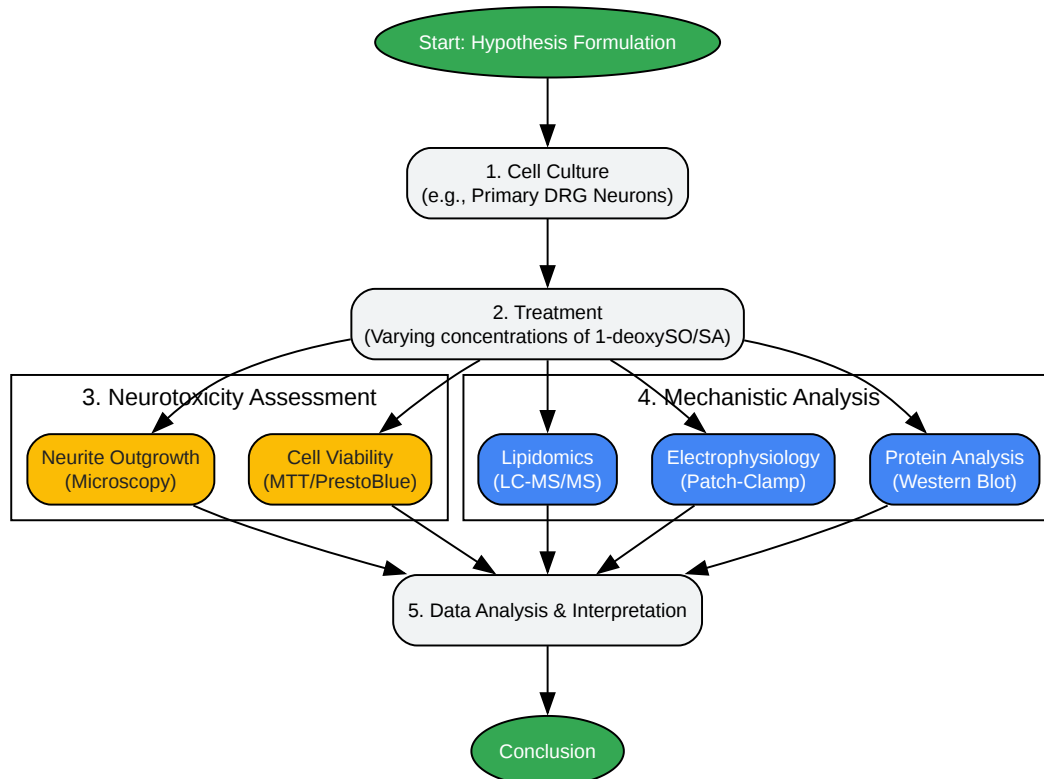 Start: Hypothesis Formulation
1. Cell Culture
(e.g., Primary DRG Neurons)
2. Treatment
(Varying concentrations of 1-deoxySO/SA)
3. Neurotoxicity Assessment
4. Mechanistic Analysis
Neurite Outgrowth
(Microscopy)
Cell Viability
(MTT/PrestoBlue)
Lipidomics
(LC-MS/MS)
Electrophysiology
(Patch-Clamp)
Protein Analysis
(Western Blot)
5. Data Analysis & Interpretation
Conclusion